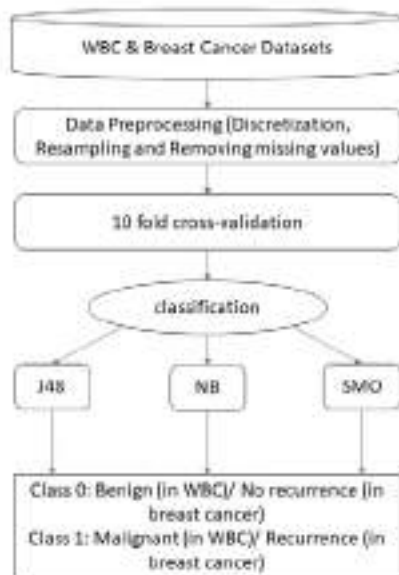 WBC & Breast Cancer Datasets
Data Preprocessing (Discretization,
Resampling and Removing missing values)
10 fold cross-validation
classification
J48
NB
SMO
Class 0: Benign (in WBC)/ No recurrence (in
breast cancer)
Class 1: Malignant (in WBC)/ Recurrence (in
breast cancer)